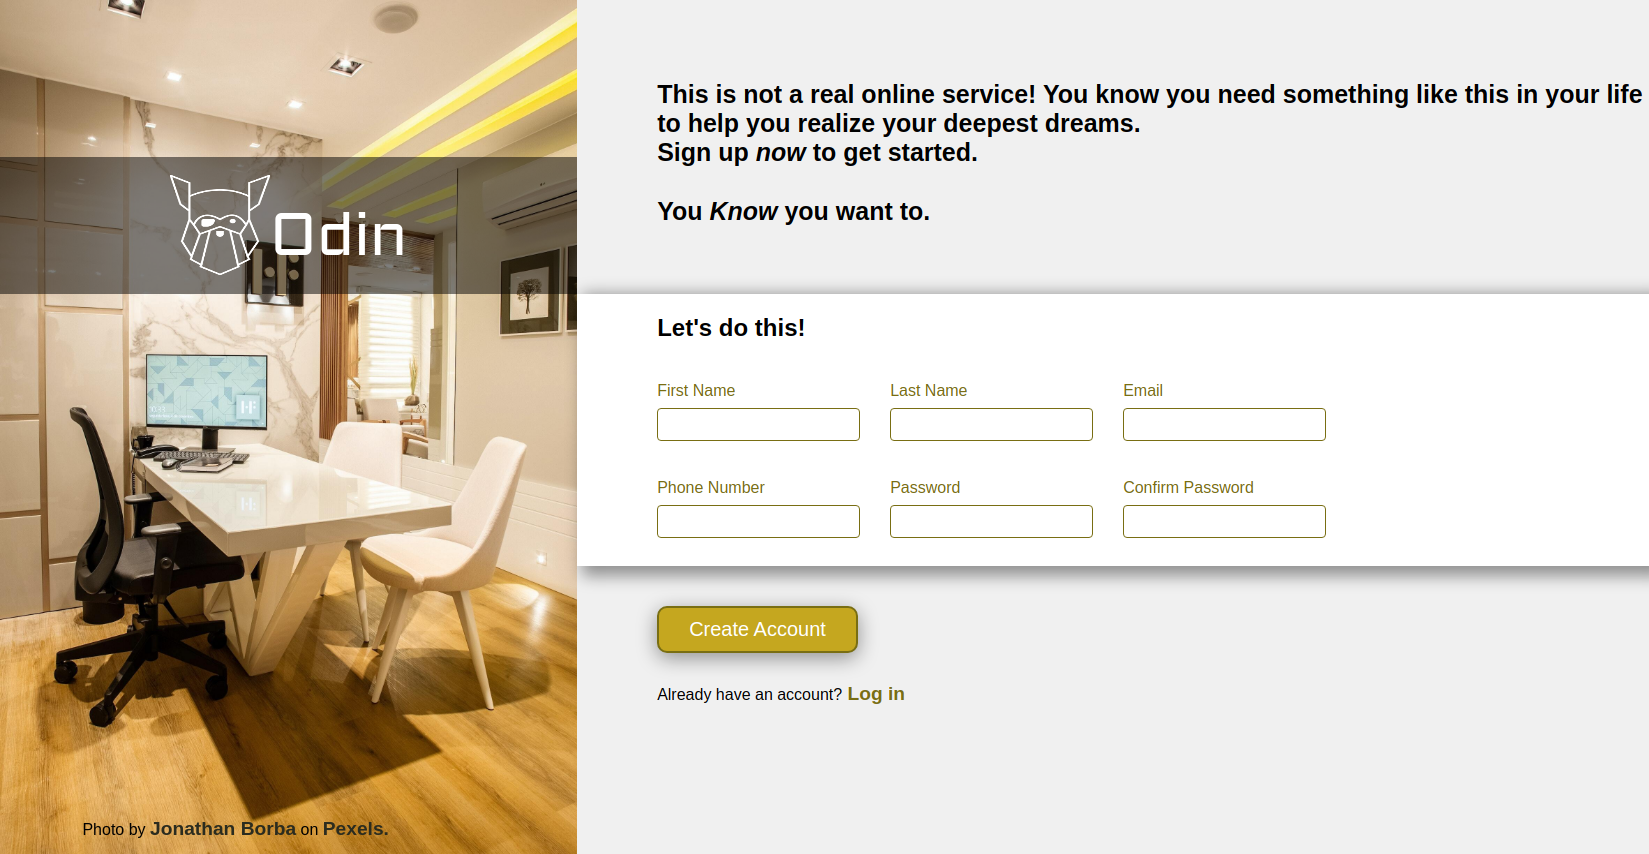 Odin
Photo by Jonathan Borba on Pexels.
This is not a real online service! You know you need something like this in your life
to help you realize your deepest dreams.
Sign up now to get started.
You Know you want to.
Let's do this!
First Name
Last Name
Email
Phone Number
Password
Confirm Password
Create Account
Already have an account? Log in